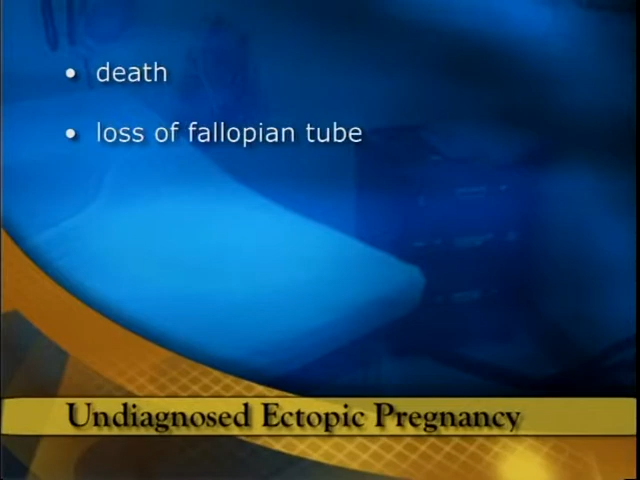 • death
• loss of fallopian tube
Undiagnosed Ectopic Pregnancy